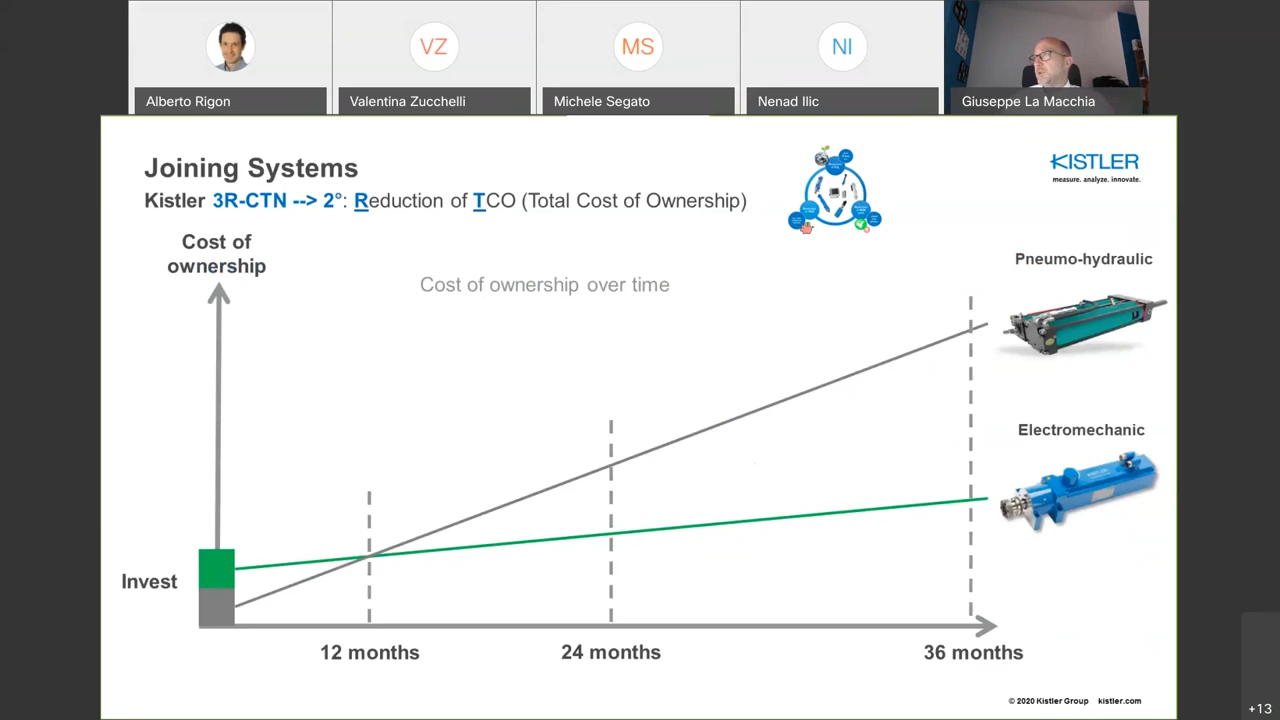 VZ
MS
NI
Alberto Rigon
Valentina Zucchelli
Michele Segato
Nenad Ilic
Giuseppe La Macchia
Joining Systems
KISTLER
measure. analyze. innovate.
Kistler 3R-CTN --> 2°: Reduction of TCO (Total Cost of Ownership)
Cost of
ownership
Cost of ownership over time
Pneumo-hydraulic
Electromechanic
Invest
12 months
24 months
36 months
© 2020 Kistler Group kistler.com
+13